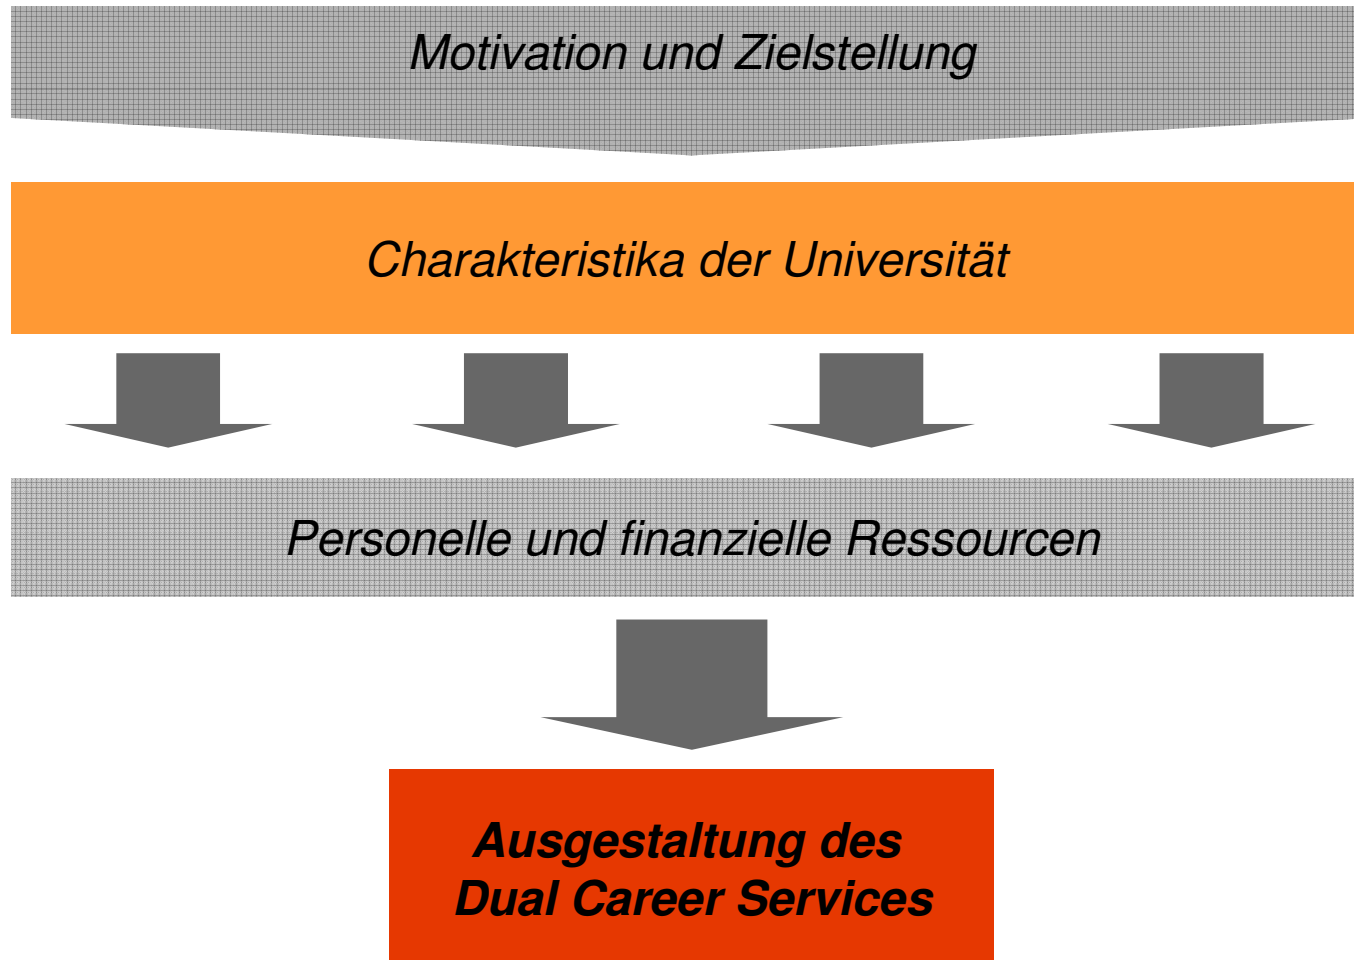 Motivation und Zielstellung
Charakteristika der Universität
Personelle und finanzielle Ressourcen
Ausgestaltung des
Dual Career Services